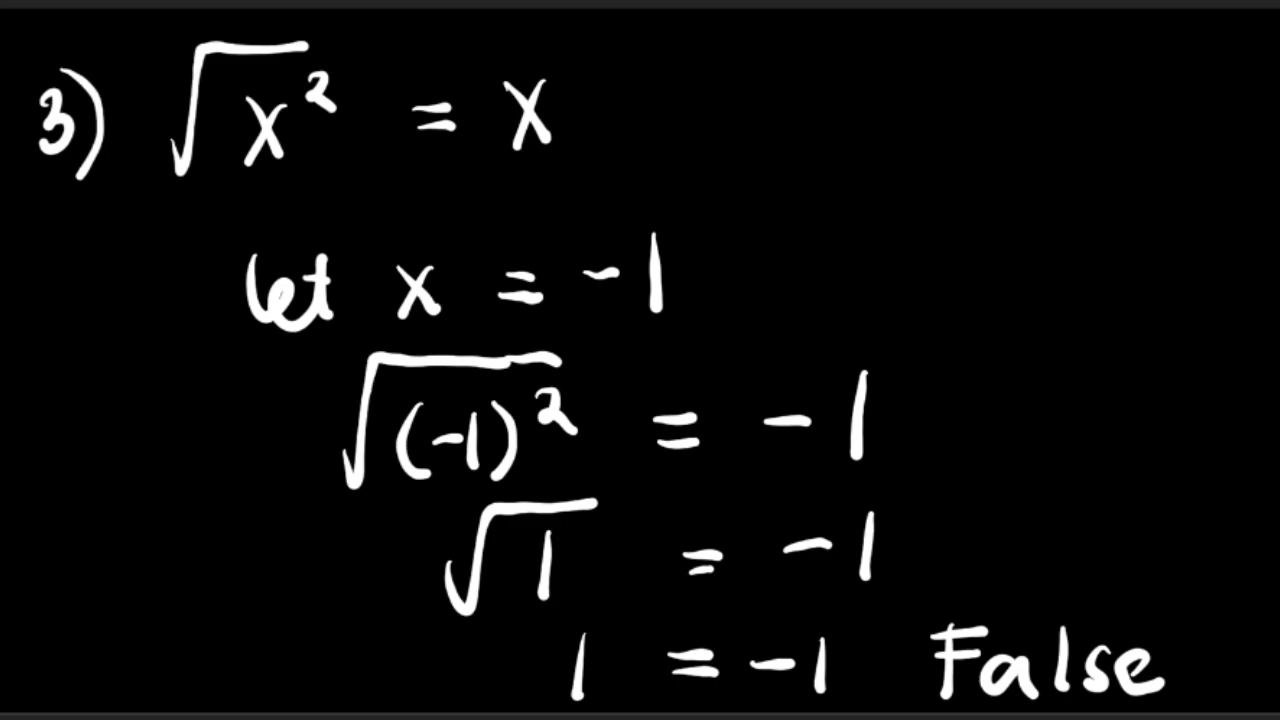 3) √x² = x
let x = -1
√(-1)² = -1
√1 = -1
1 = -1 False